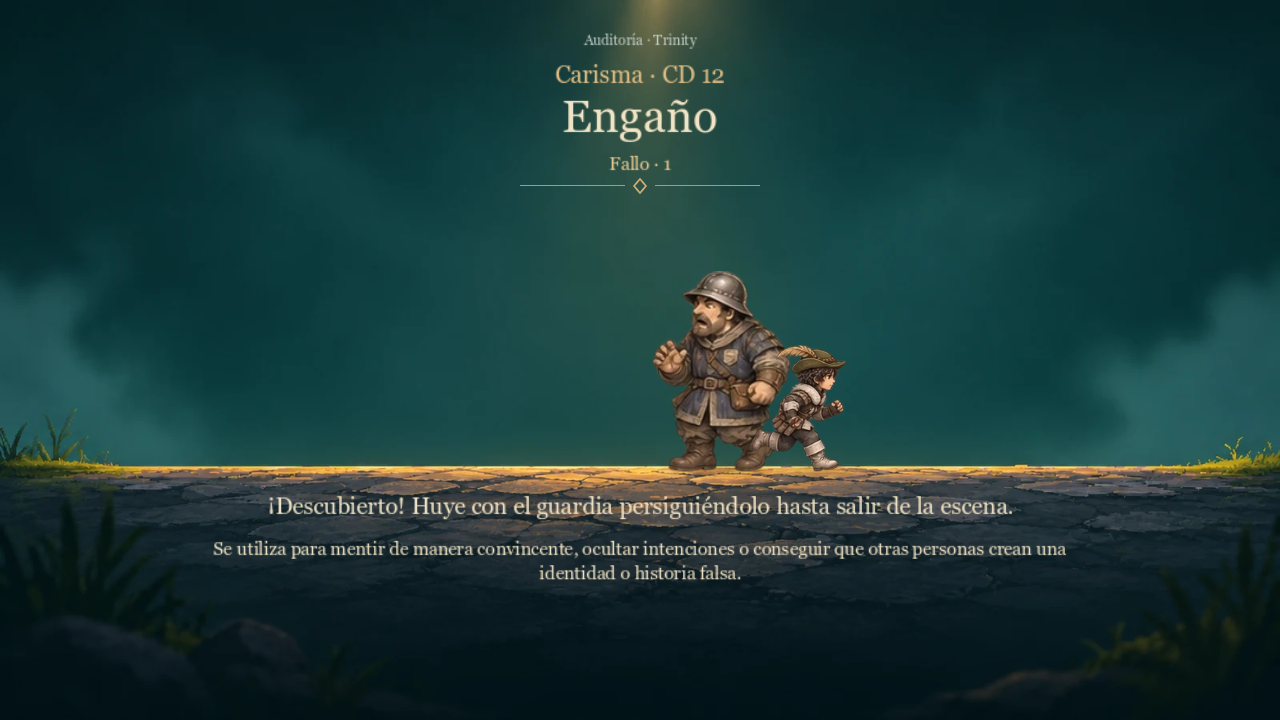 Auditoría · Trinity
Carisma · CD 12
Engaño
Fallo · 1
¡Descubierto! Huye con el guardia persiguiéndolo hasta salir de la escena.
Se utiliza para mentir de manera convincente, ocultar intenciones o conseguir que otras personas crean una
identidad o historia falsa.